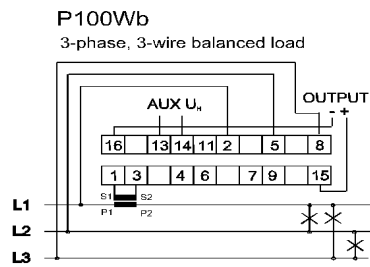 P100Wb
3-phase, 3-wire balanced load
OUTPUT
- +
AUX UH
16 13 14 11 2 5 8
1 3 4 6 7 9 15
S1 S2
L1
P1 P2
L2
L3